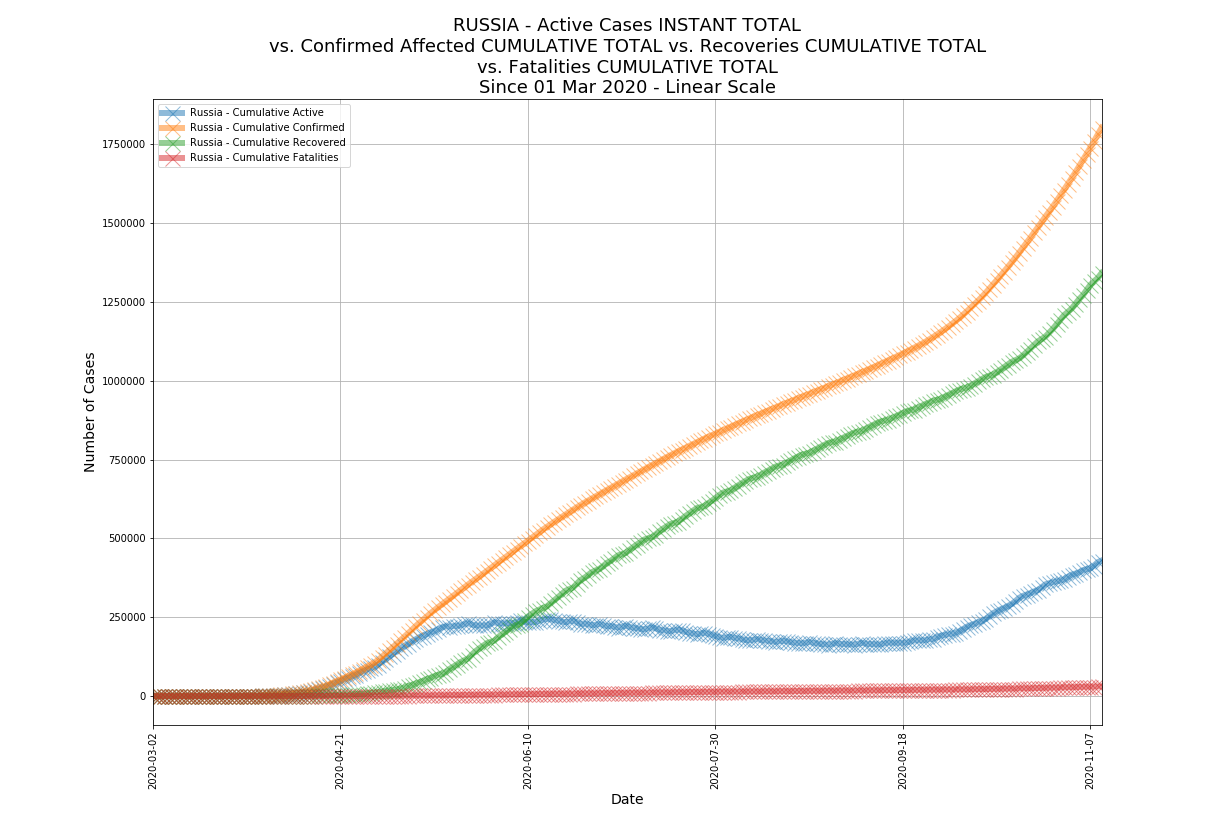 RUSSIA - Active Cases INSTANT TOTAL
vs. Confirmed Affected CUMULATIVE TOTAL vs. Recoveries CUMULATIVE TOTAL
vs. Fatalities CUMULATIVE TOTAL
Since 01 Mar 2020 - Linear Scale
Russia - Cumulative Active
Russia - Cumulative Confirmed
Russia - Cumulative Recovered
Russia - Cumulative Fatalities
Number of Cases
1750000
1500000
1250000
1000000
750000
500000
250000
0
2020-03-02
2020-04-21
2020-06-10
2020-07-30
2020-09-18
2020-11-07
Date